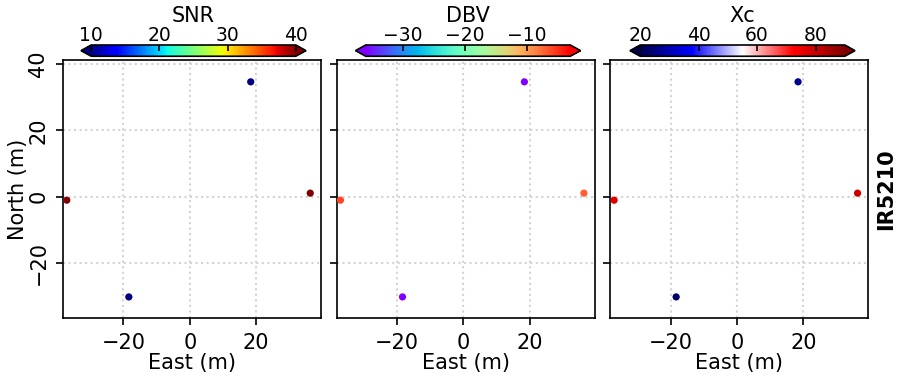 SNR DBV Xc
10 20 30 40 −30 −20 −10 20 40 60 80
40
20
0
−20
North (m)
IR5210
−20 0 20 −20 0 20 −20 0 20
East (m) East (m) East (m)